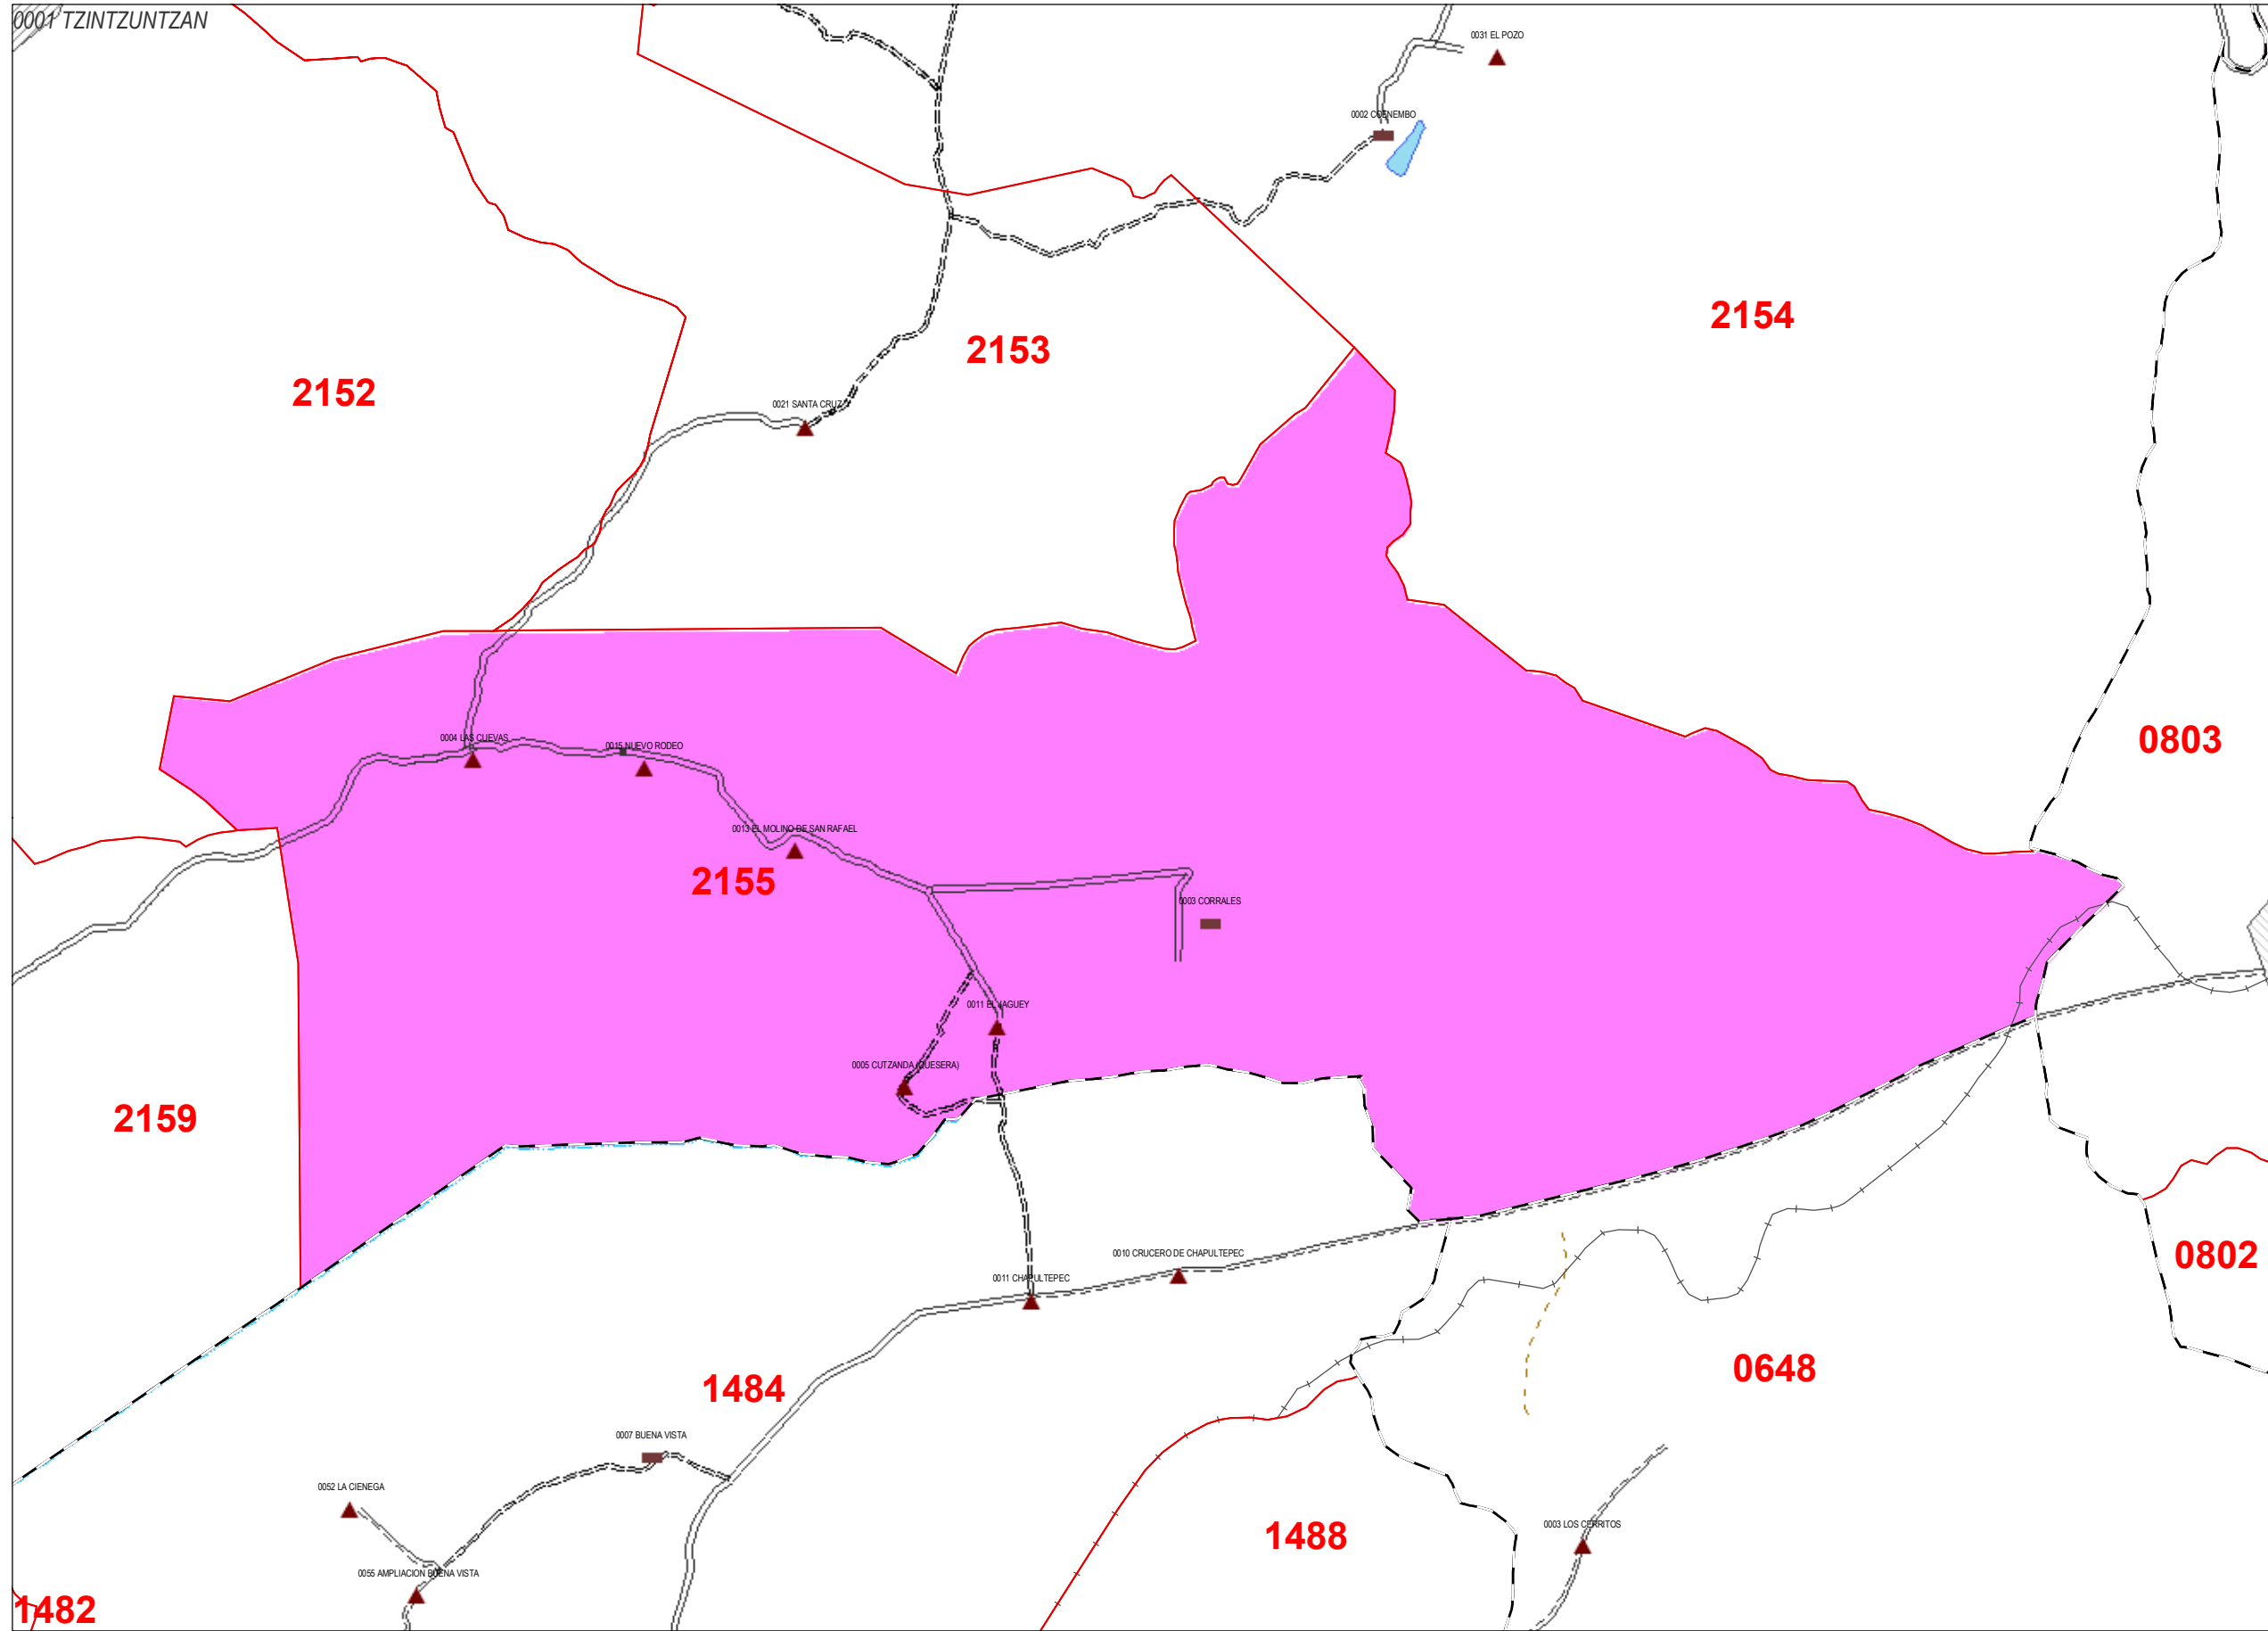 0001 TZINTZUNTZAN
0031 EL POZO
0002 COENEMBO
2154
2153
2152
0021 SANTA CRUZ
0803
0004 LAS CUEVAS
0015 NUEVO RODEO
0013 EL MOLINO DE SAN RAFAEL
2155
0003 CORRALES
0011 EL JAGUEY
0005 CUTZANDA (QUESERA)
2159
0010 CRUCERO DE CHAPULTEPEC
0802
0011 CHAPULTEPEC
0648
1484
0007 BUENA VISTA
0052 LA CIENEGA
0003 LOS CERRITOS
1488
0055 AMPLIACION BUENA VISTA
1482